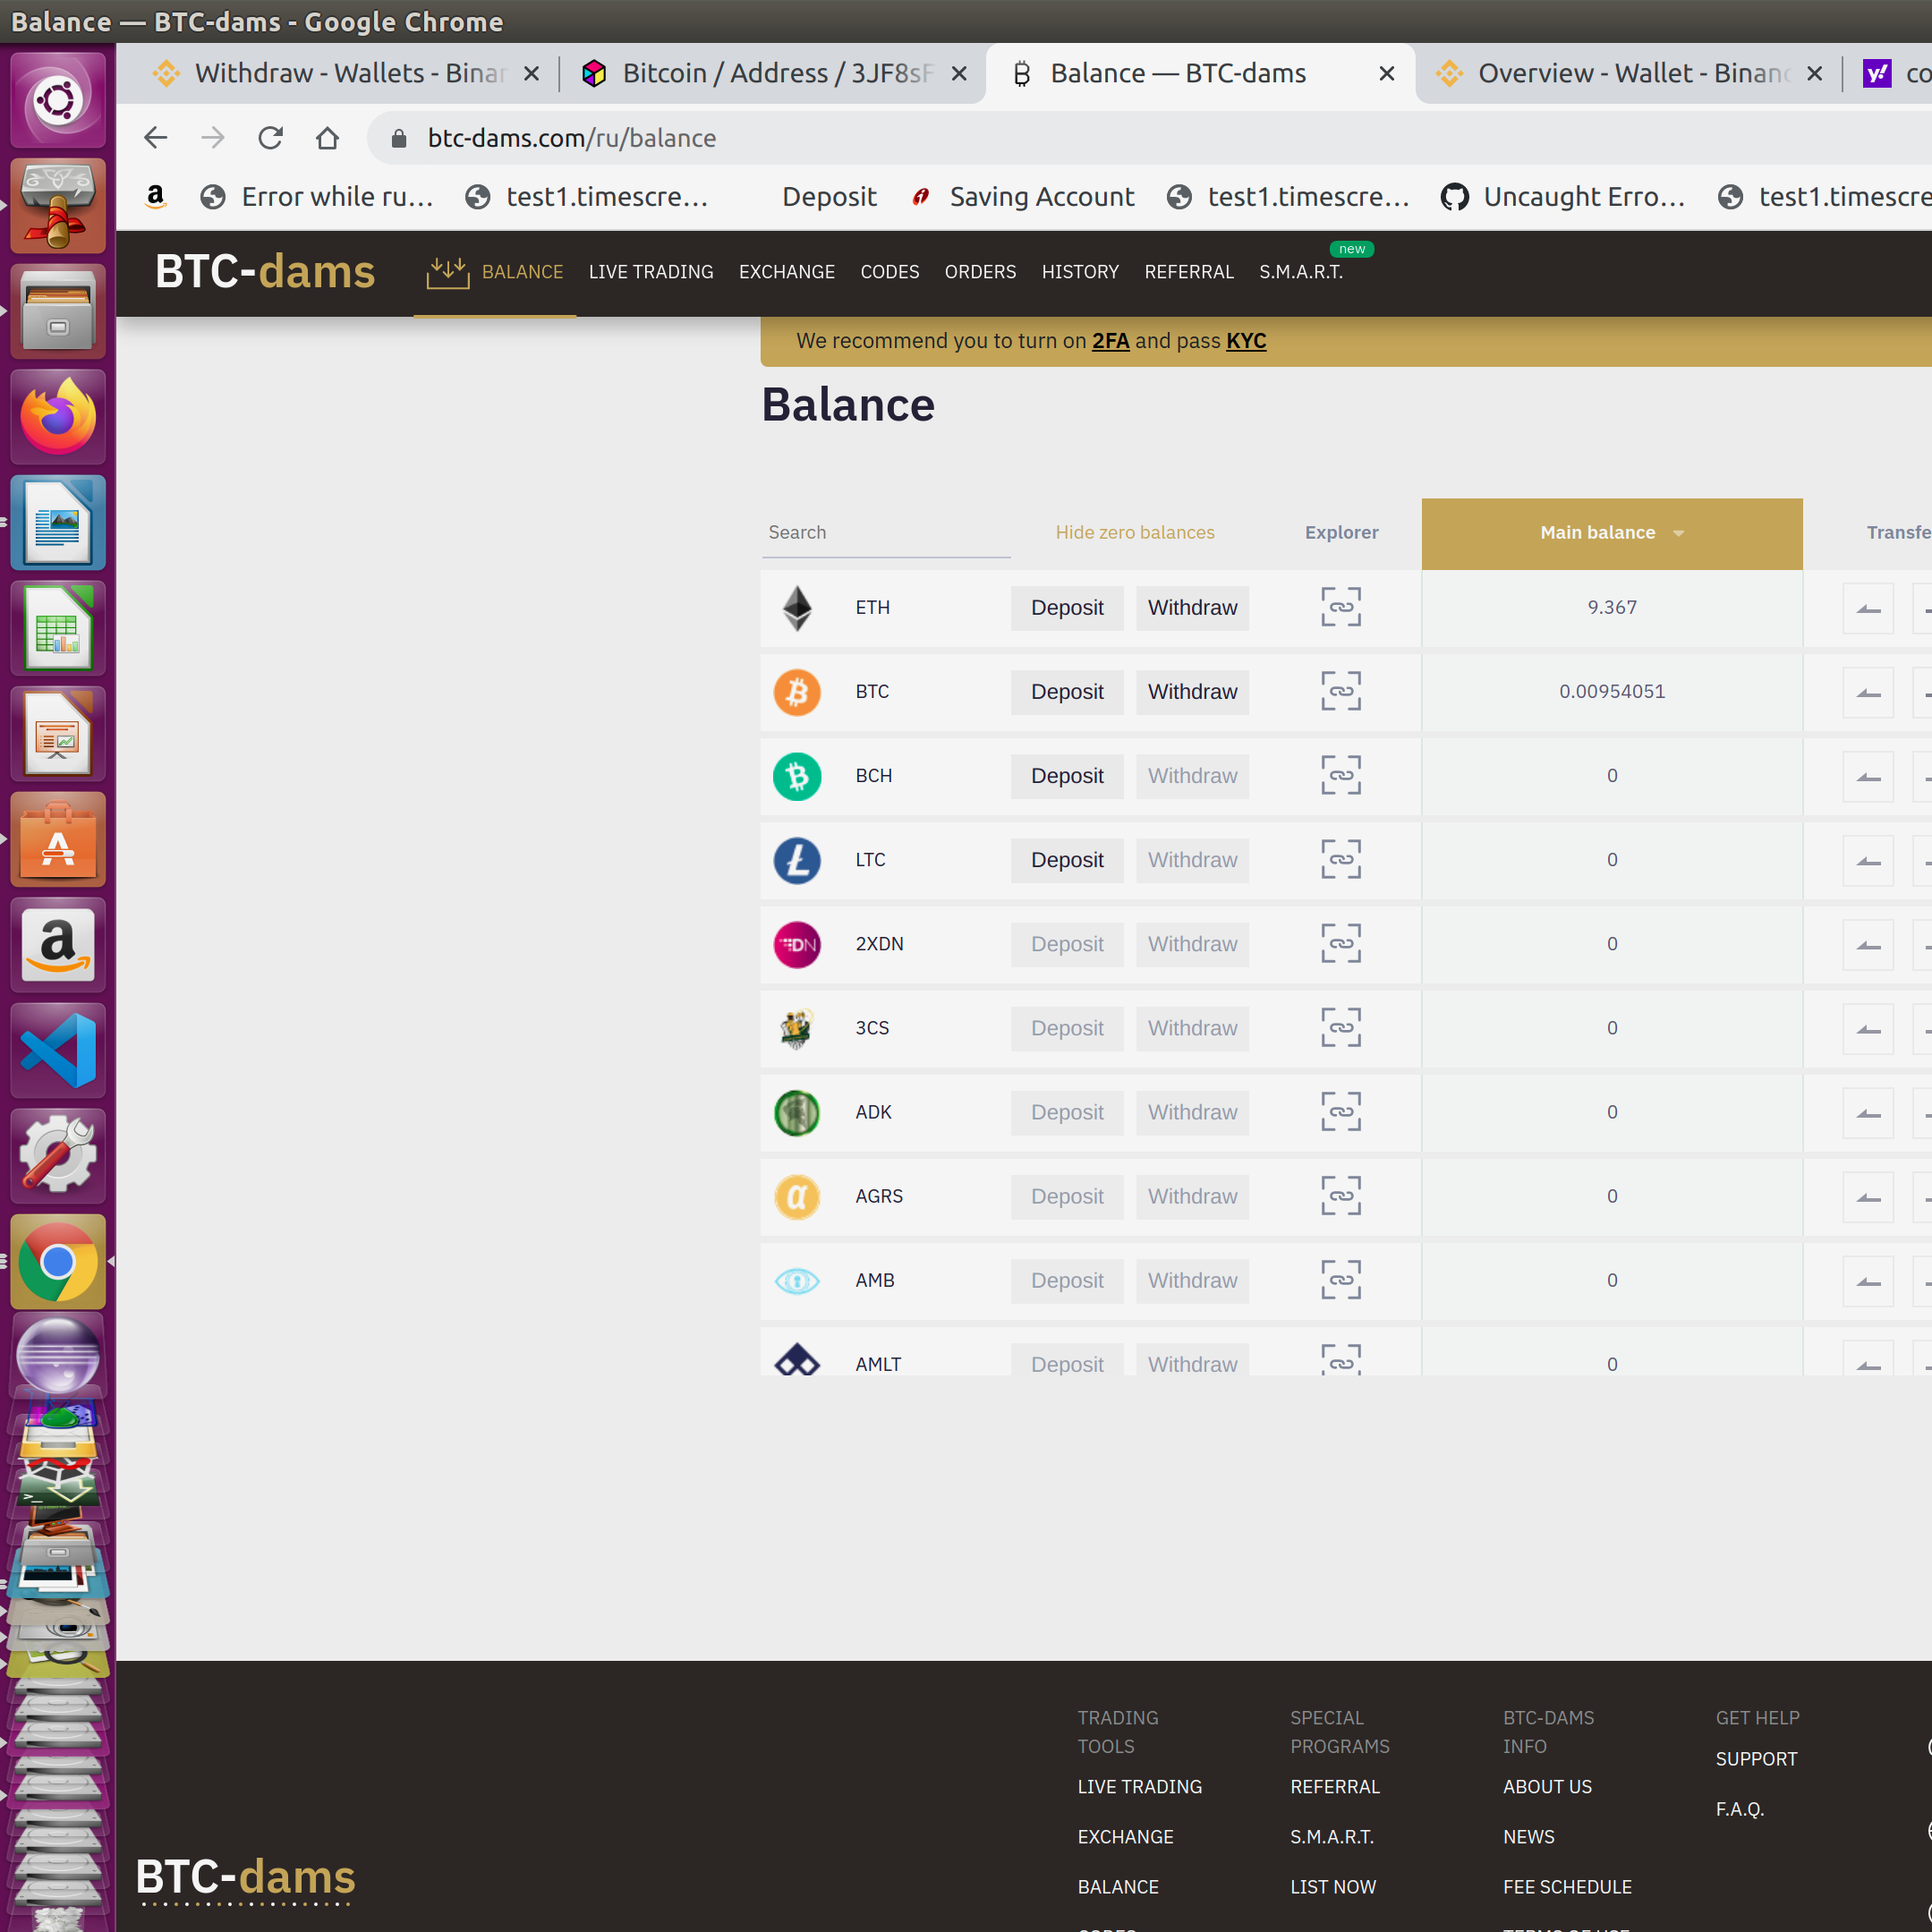 Balance — BTC-dams - Google Chrome
Withdraw - Wallets - Binan
Bitcoin / Address / 3JF8sF
Balance — BTC-dams
Overview - Wallet - Binanc
co
btc-dams.com/ru/balance
Error while ru...
test1.timescre...
Deposit
Saving Account
test1.timescre...
Uncaught Erro...
test1.timescre
BTC-dams
BALANCE
LIVE TRADING
EXCHANGE
CODES
ORDERS
HISTORY
REFERRAL
S.M.A.R.T.
new
We recommend you to turn on 2FA and pass KYC
Balance
Search Hide zero balances Explorer Main balance Transfe
ETH Deposit Withdraw 9.367
BTC Deposit Withdraw 0.00954051
BCH Deposit Withdraw 0
LTC Deposit Withdraw 0
2XDN Deposit Withdraw 0
3CS Deposit Withdraw 0
ADK Deposit Withdraw 0
AGRS Deposit Withdraw 0
AMB Deposit Withdraw 0
AMLT Deposit Withdraw 0
TRADING
TOOLS
LIVE TRADING
EXCHANGE
BALANCE
SPECIAL
PROGRAMS
REFERRAL
S.M.A.R.T.
LIST NOW
BTC-DAMS
INFO
ABOUT US
NEWS
FEE SCHEDULE
GET HELP
SUPPORT
F.A.Q.
BTC-dams